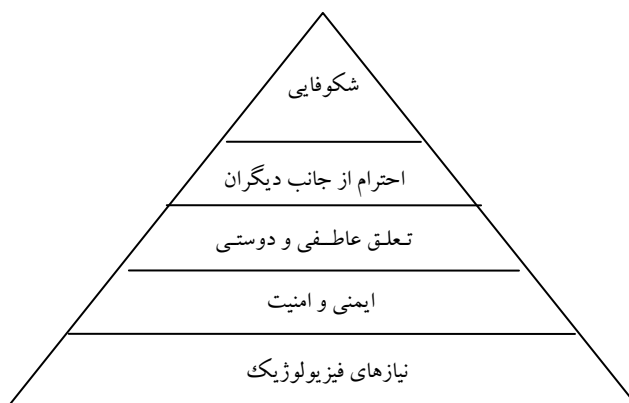 شکوفایی
احترام از جانب دیگران
تعلق عاطفی و دوستی
ایمنی و امنیت
نیازهای فیزیولوژیک